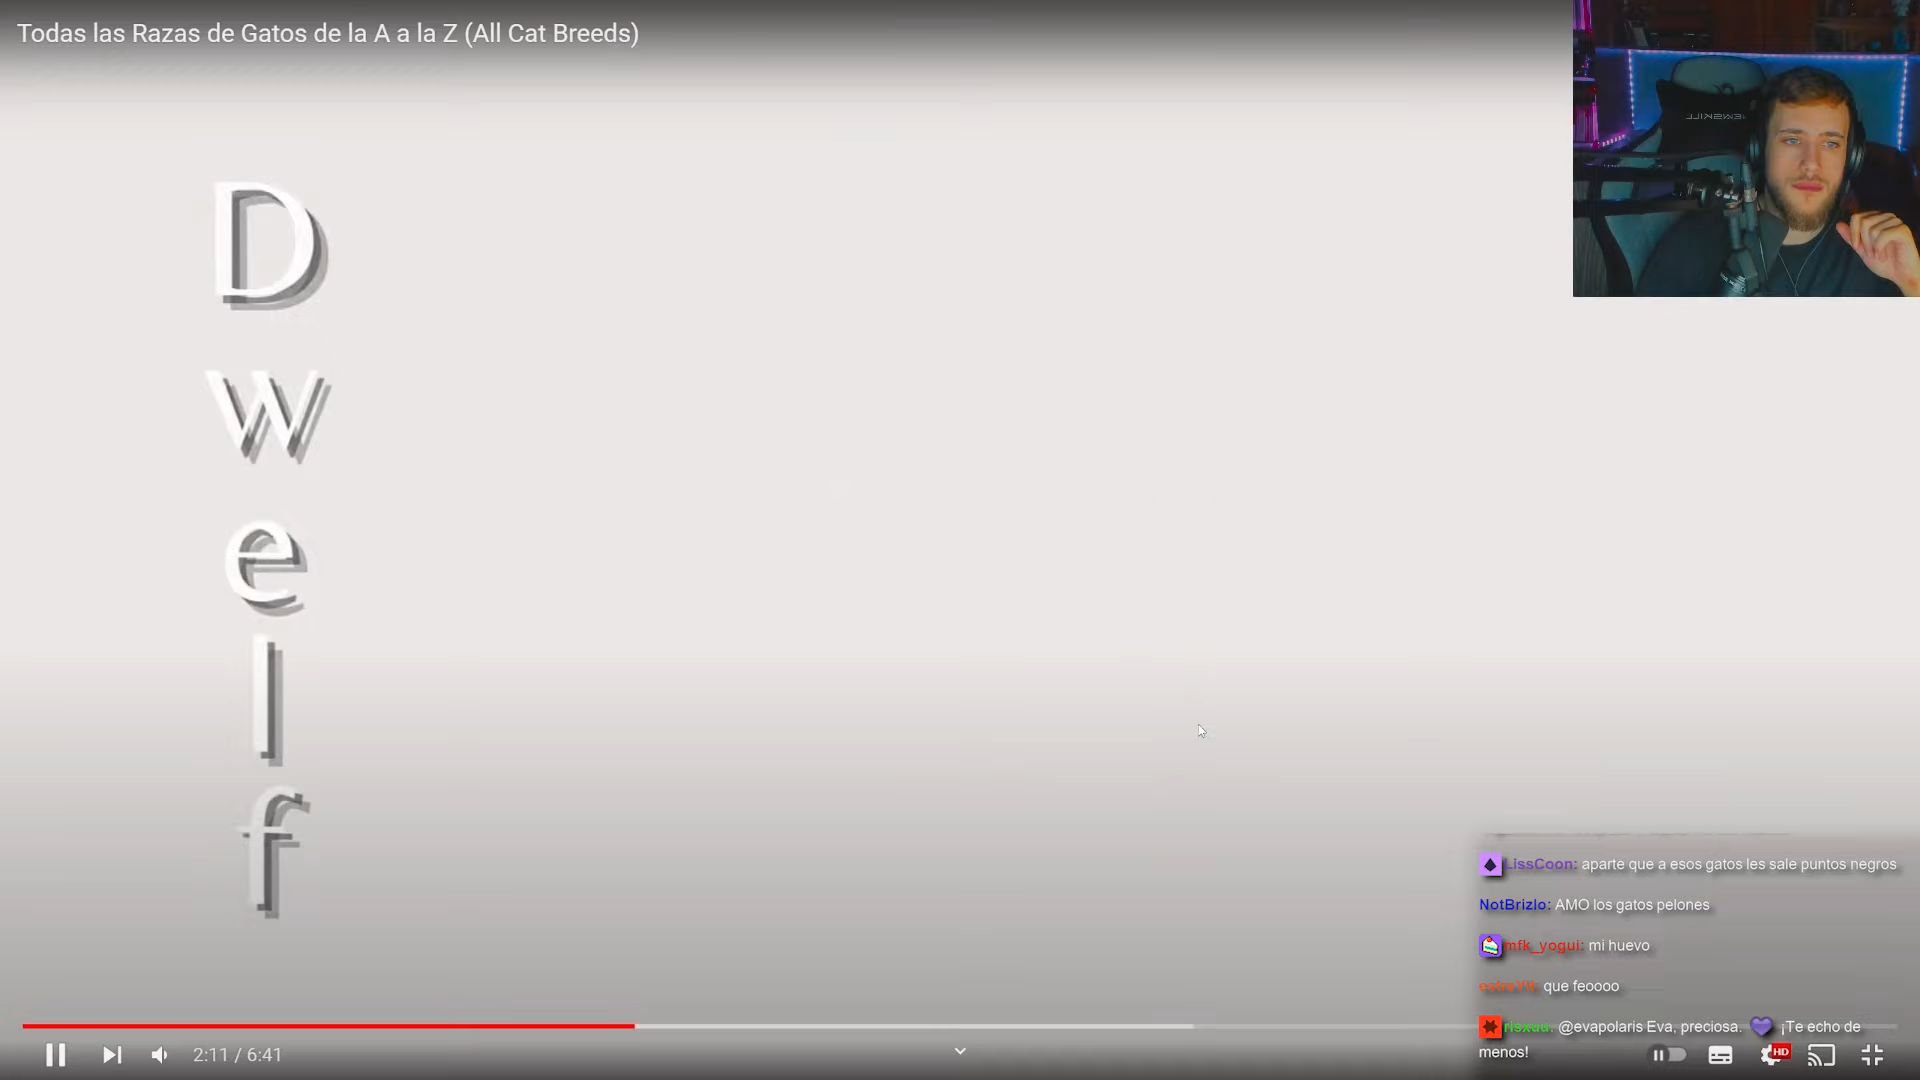 Todas las Razas de Gatos de la A a la Z (All Cat Breeds)
D
w
e
l
f
LissCoon: aparte que a esos gatos les sale puntos negros
NotBrizlo: AMO los gatos pelones
mfk_yogui: mi huevo
que feoooo
@evapolaris Eva, preciosa. 💜 ¡Te echo de
menos!
2:11 / 6:41
HD